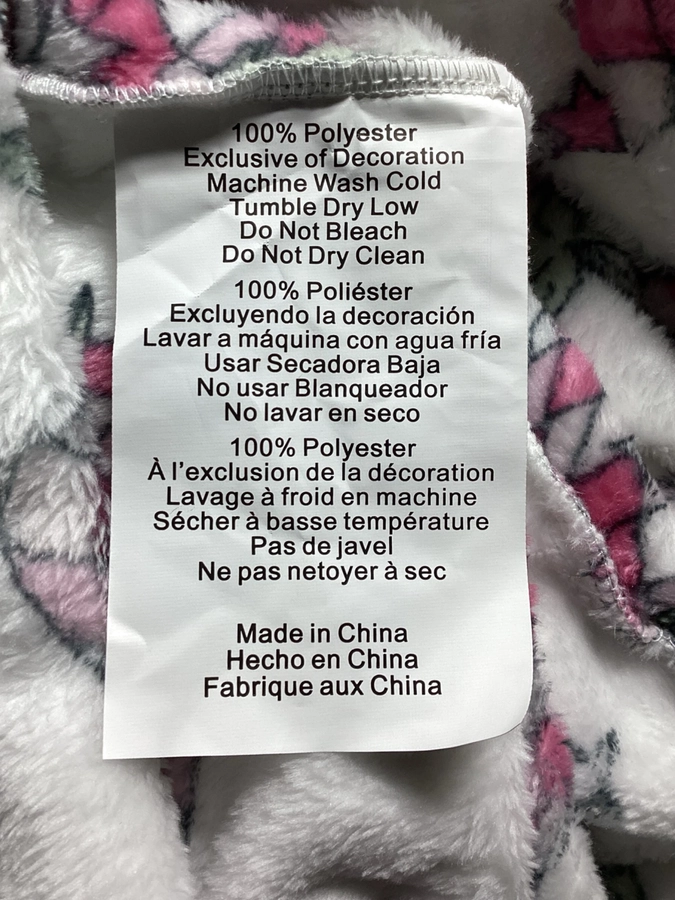 100% Polyester
Exclusive of Decoration
Machine Wash Cold
Tumble Dry Low
Do Not Bleach
Do Not Dry Clean
100% Poliéster
Excluyendo la decoración
Lavar a máquina con agua fría
Usar Secadora Baja
No usar Blanqueador
No lavar en seco
100% Polyester
À l'exclusion de la décoration
Lavage à froid en machine
Sécher à basse température
Pas de javel
Ne pas netoyer à sec
Made in China
Hecho en China
Fabrique aux China